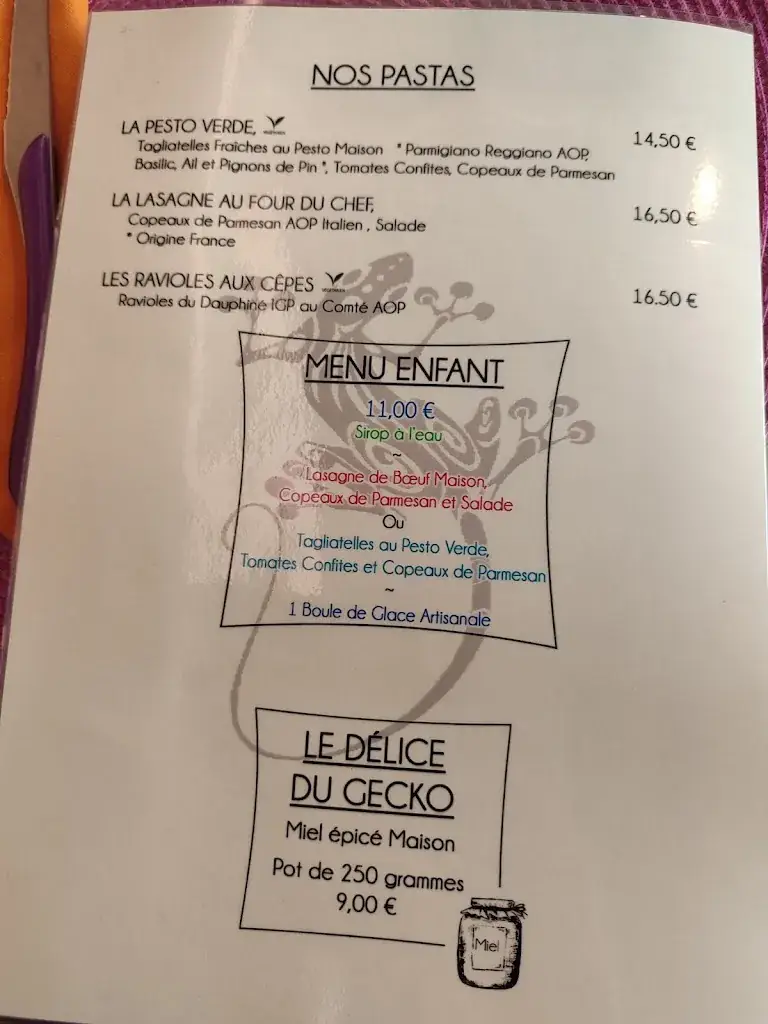 NOS PASTAS
LA PESTO VERDE,
14,50 €
Tagliatelles Fraîches au Pesto Maison * Parmigiano Reggiano AOP,
Basilic, Ail et Pignons de Pin *, Tomates Confites, Copeaux de Parmesan
LA LASAGNE AU FOUR DU CHEF,
16,50 €
Copeaux de Parmesan AOP Italien , Salade
* Origine France
LES RAVIOLES AUX CÊPES
16.50 €
Ravioles du Dauphiné IGP au Comté AOP
MENU ENFANT
11,00 €
Sirop à l'eau
~
Lasagne de Bœuf Maison,
Copeaux de Parmesan et Salade
Ou
Tagliatelles au Pesto Verde,
Tomates Confites et Copeaux de Parmesan
~
1 Boule de Glace Artisanale
LE DÉLICE
DU GECKO
Miel épicé Maison
Pot de 250 grammes
9,00 €
Miel